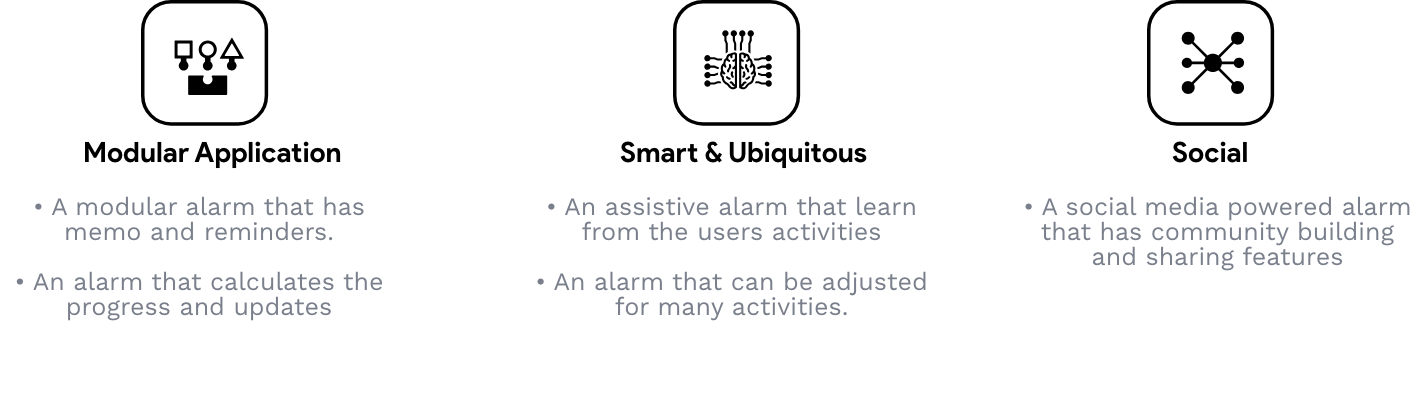 Modular Application
• A modular alarm that has
memo and reminders.
• An alarm that calculates the
progress and updates
Smart & Ubiquitous
• An assistive alarm that learn
from the users activities
• An alarm that can be adjusted
for many activities.
Social
• A social media powered alarm
that has community building
and sharing features